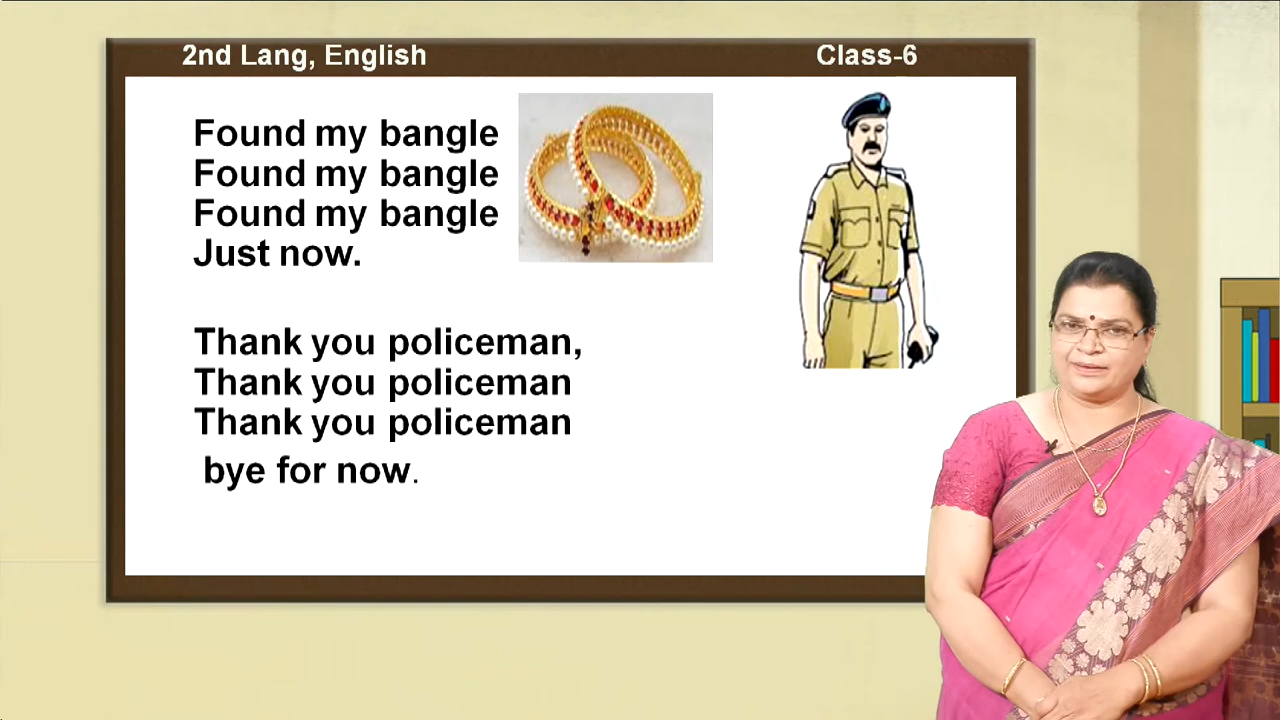 2nd Lang, English Class-6
Found my bangle
Found my bangle
Found my bangle
Just now.
Thank you policeman,
Thank you policeman
Thank you policeman
bye for now.